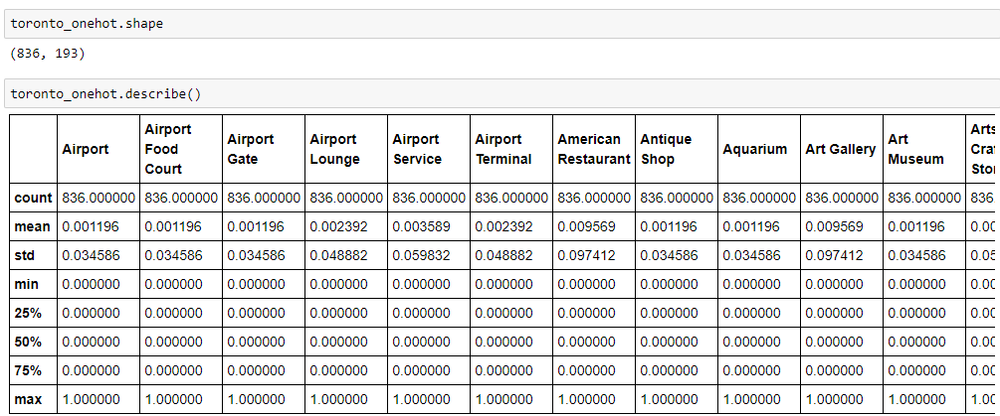 toronto_onehot.shape
(836, 193)
toronto_onehot.describe()
Airport Airport Food Court Airport Gate Airport Lounge Airport Service Airport Terminal American Restaurant Antique Shop Aquarium Art Gallery Art Museum
count 836.000000 836.000000 836.000000 836.000000 836.000000 836.000000 836.000000 836.000000 836.000000 836.000000 836.000000 836.
mean 0.001196 0.001196 0.001196 0.002392 0.003589 0.002392 0.009569 0.001196 0.001196 0.009569 0.001196 0.00
std 0.034586 0.034586 0.034586 0.048882 0.059832 0.048882 0.097412 0.034586 0.034586 0.097412 0.034586 0.05
min 0.000000 0.000000 0.000000 0.000000 0.000000 0.000000 0.000000 0.000000 0.000000 0.000000 0.000000 0.00
25% 0.000000 0.000000 0.000000 0.000000 0.000000 0.000000 0.000000 0.000000 0.000000 0.000000 0.000000 0.00
50% 0.000000 0.000000 0.000000 0.000000 0.000000 0.000000 0.000000 0.000000 0.000000 0.000000 0.000000 0.00
75% 0.000000 0.000000 0.000000 0.000000 0.000000 0.000000 0.000000 0.000000 0.000000 0.000000 0.000000 0.00
max 1.000000 1.000000 1.000000 1.000000 1.000000 1.000000 1.000000 1.000000 1.000000 1.000000 1.000000 1.00